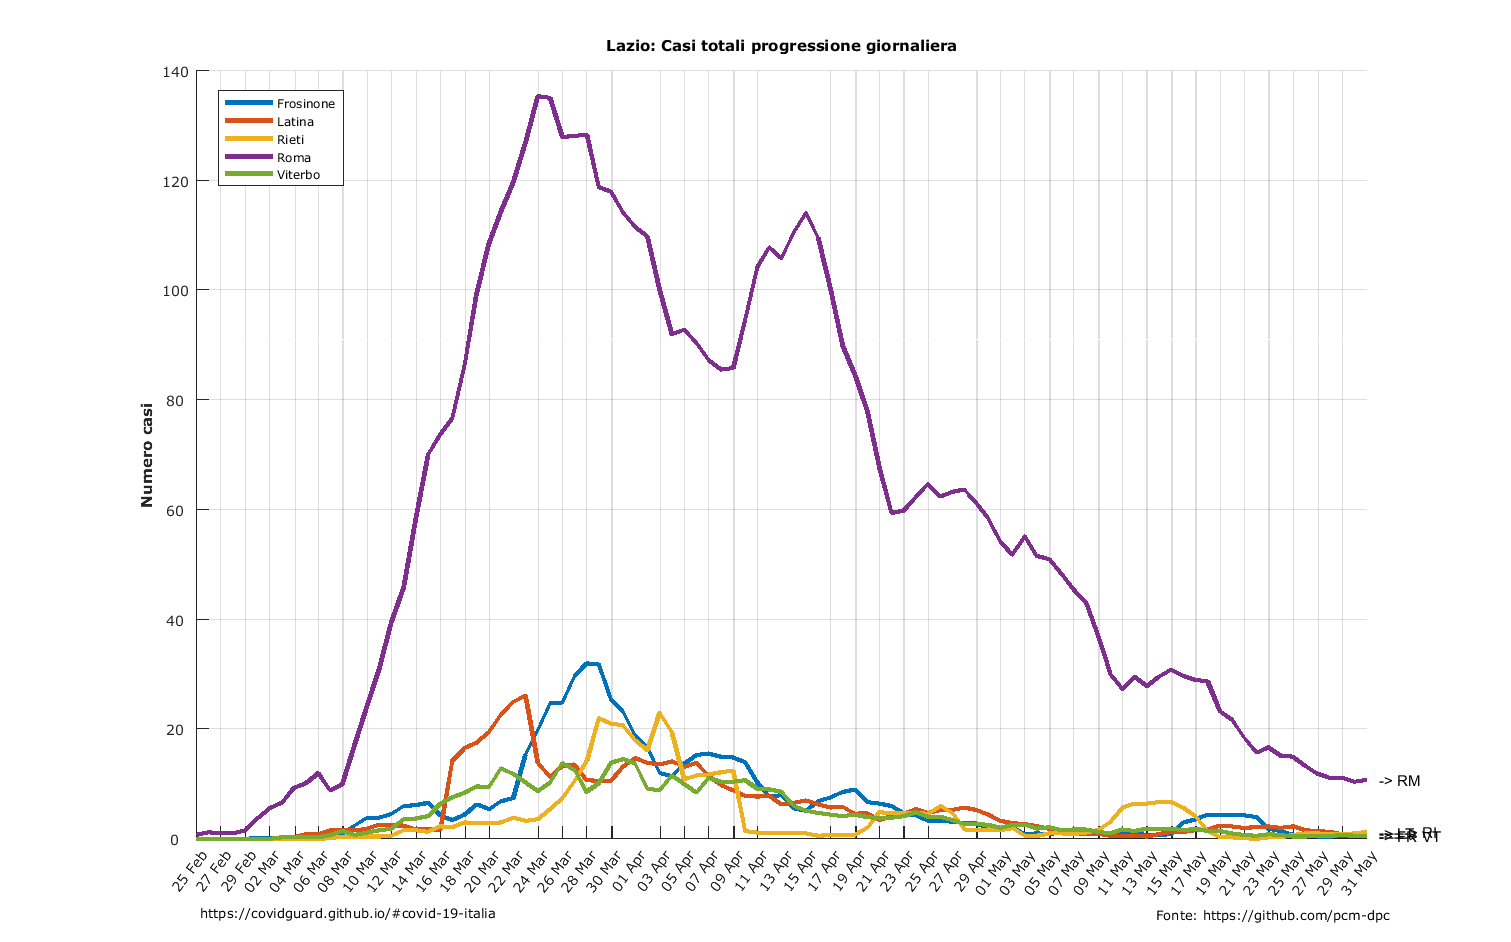 Lazio: Casi totali progressione giornaliera
Numero casi
140
120
100
80
60
40
20
0
Frosinone
Latina
Rieti
Roma
Viterbo
-> RM
25 Feb
27 Feb
29 Feb
02 Mar
04 Mar
06 Mar
08 Mar
10 Mar
12 Mar
14 Mar
16 Mar
18 Mar
20 Mar
22 Mar
24 Mar
26 Mar
28 Mar
30 Mar
01 Apr
03 Apr
05 Apr
07 Apr
09 Apr
11 Apr
13 Apr
15 Apr
17 Apr
19 Apr
21 Apr
23 Apr
25 Apr
27 Apr
29 Apr
01 May
03 May
05 May
07 May
09 May
11 May
13 May
15 May
17 May
19 May
21 May
23 May
25 May
27 May
29 May
31 May
https://covidguard.github.io/#covid-19-italia
Fonte: https://github.com/pcm-dpc